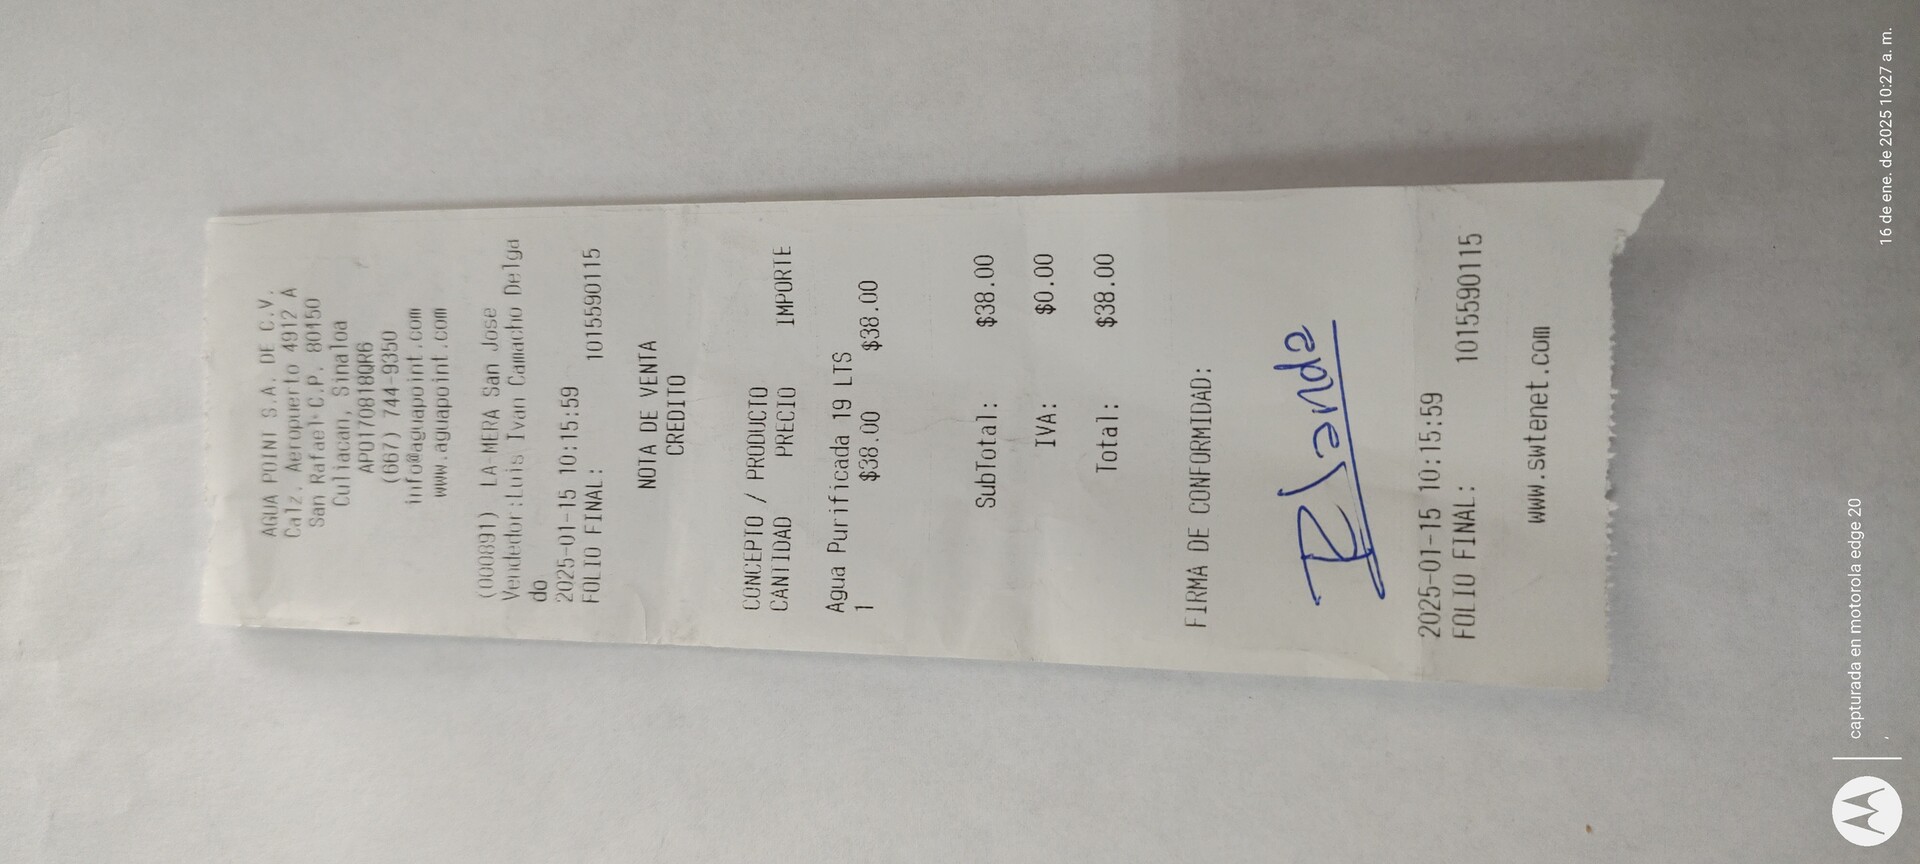 AGUA POINT S.A. DE C.V.
Calz. Aeropuerto 4912 A
San Rafael C.P. 80150
Culiacan, Sinaloa
APO170818QR6
(667) 744-9350
info@aguapoint.com
www.aguapoint.com
(000891) LA-MERA San Jose
Vendedor:Luis Ivan Camacho Delga
do
2025-01-15 10:15:59
FOLIO FINAL: 1015590115
NOTA DE VENTA
CREDITO
CONCEPTO / PRODUCTO
CANTIDAD PRECIO IMPORTE
Agua Purificada 19 LTS
1 $38.00 $38.00
SubTotal: $38.00
IVA: $0.00
Total: $38.00
FIRMA DE CONFORMIDAD:
2025-01-15 10:15:59
FOLIO FINAL: 1015590115
www.swtenet.com
capturada en motorola edge 20
16 de ene. de 2025 10:27 a. m.